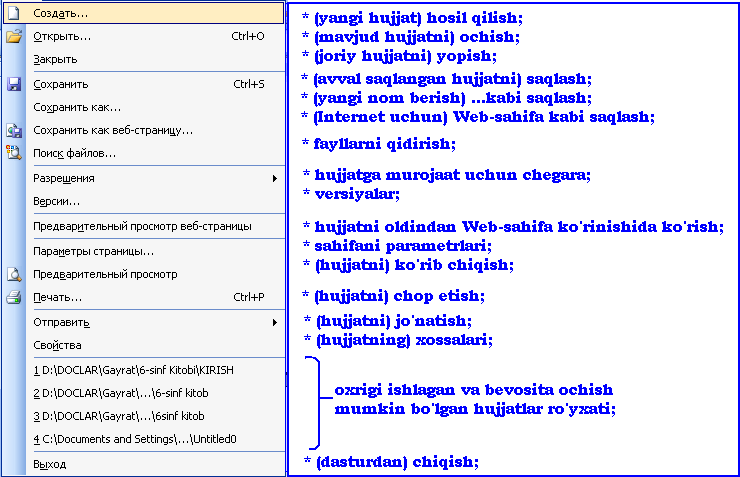 Создать...
Открыть... Ctrl+O
Закрыть
Сохранить Ctrl+S
Сохранить как...
Сохранить как веб-страницу...
Поиск файлов...
Разрешения
Версии...
Предварительный просмотр веб-страницы
Параметры страницы...
Предварительный просмотр
Печать... Ctrl+P
Отправить
Свойства
1 D:\DOCLAR\Gayrat\6-sinf Kitobi\KIRISH
2 D:\DOCLAR\Gayrat\...\6-sinf kitob
3 D:\DOCLAR\Gayrat\...\6sinf kitob
4 C:\Documents and Settings\...\Untitled0
Выход
* (yangi hujjat) hosil qilish;
* (mavjud hujjatni) ochish;
* (joriy hujjatni) yopish;
* (avval saqlangan hujjatni) saqlash;
* (yangi nom berish) ...kabi saqlash;
* (Internet uchun) Web-sahifa kabi saqlash;
* fayllarni qidirish;
* hujjatga murojaat uchun chegara;
* versiyalar;
* hujjatni oldindan Web-sahifa ko'rinishida ko'rish;
* sahifani parametrlari;
* (hujjatni) ko'rib chiqish;
* (hujjatni) chop etish;
* (hujjatni) jo'natish;
* (hujjatning) xossalari;
oxrigi ishlagan va bevosita ochish
mumkin bo'lgan hujjatlar ro'yxati;
* (dasturdan) chiqish;